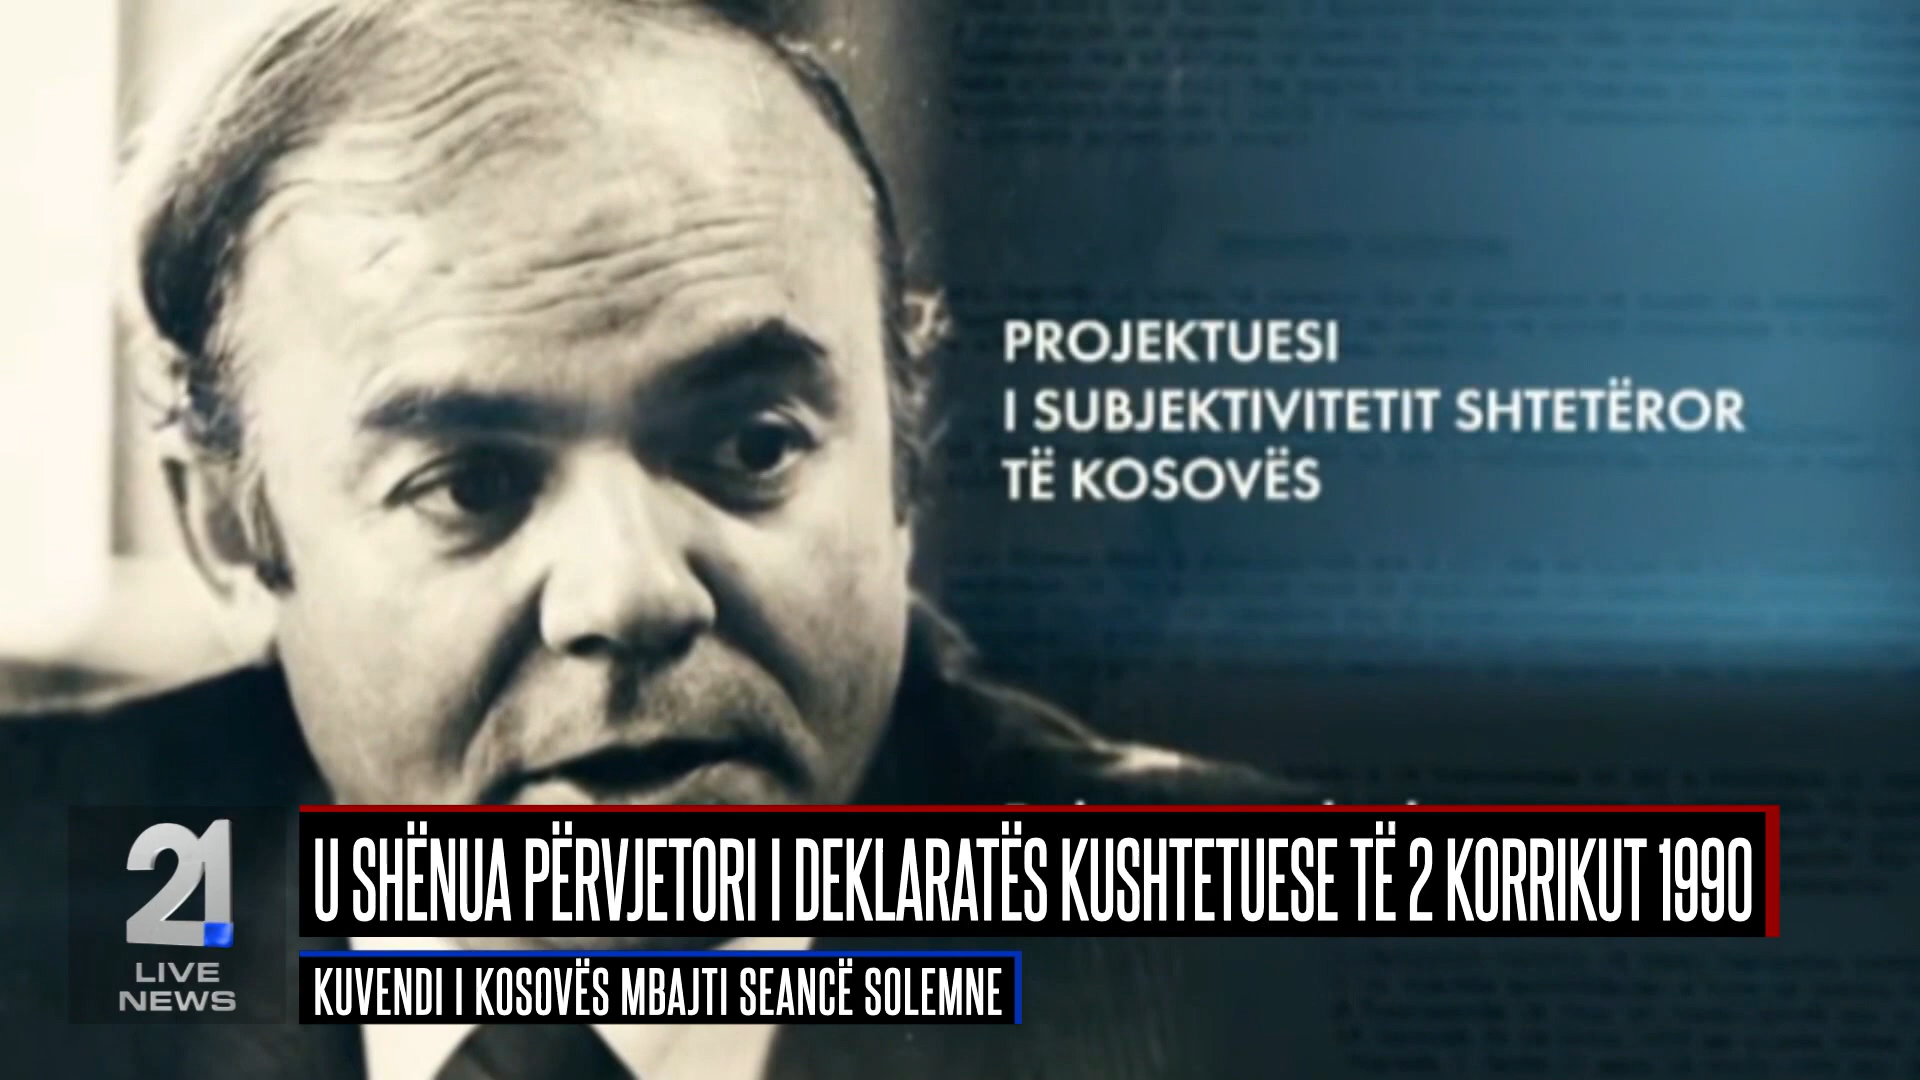 PROJEKTUESI
I SUBJEKTIVITETIT SHTETËROR
TË KOSOVËS
21
LIVE
NEWS
U SHËNUA PËRVJETORI I DEKLARATËS KUSHTETUESE TË 2 KORRIKUT 1990
KUVENDI I KOSOVËS MBAJTI SEANCË SOLEMNE